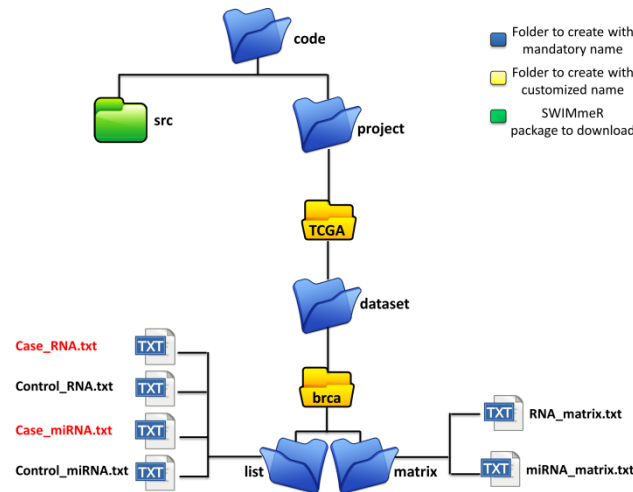 code
Folder to create with
mandatory name
Folder to create with
customized name
SWIMmeR
package to download
src
project
TCGA
dataset
Case_RNA.txt
TXT
Control_RNA.txt
TXT
brca
TXT
RNA_matrix.txt
Case_miRNA.txt
TXT
Control_miRNA.txt
TXT
list
matrix
TXT
miRNA_matrix.txt